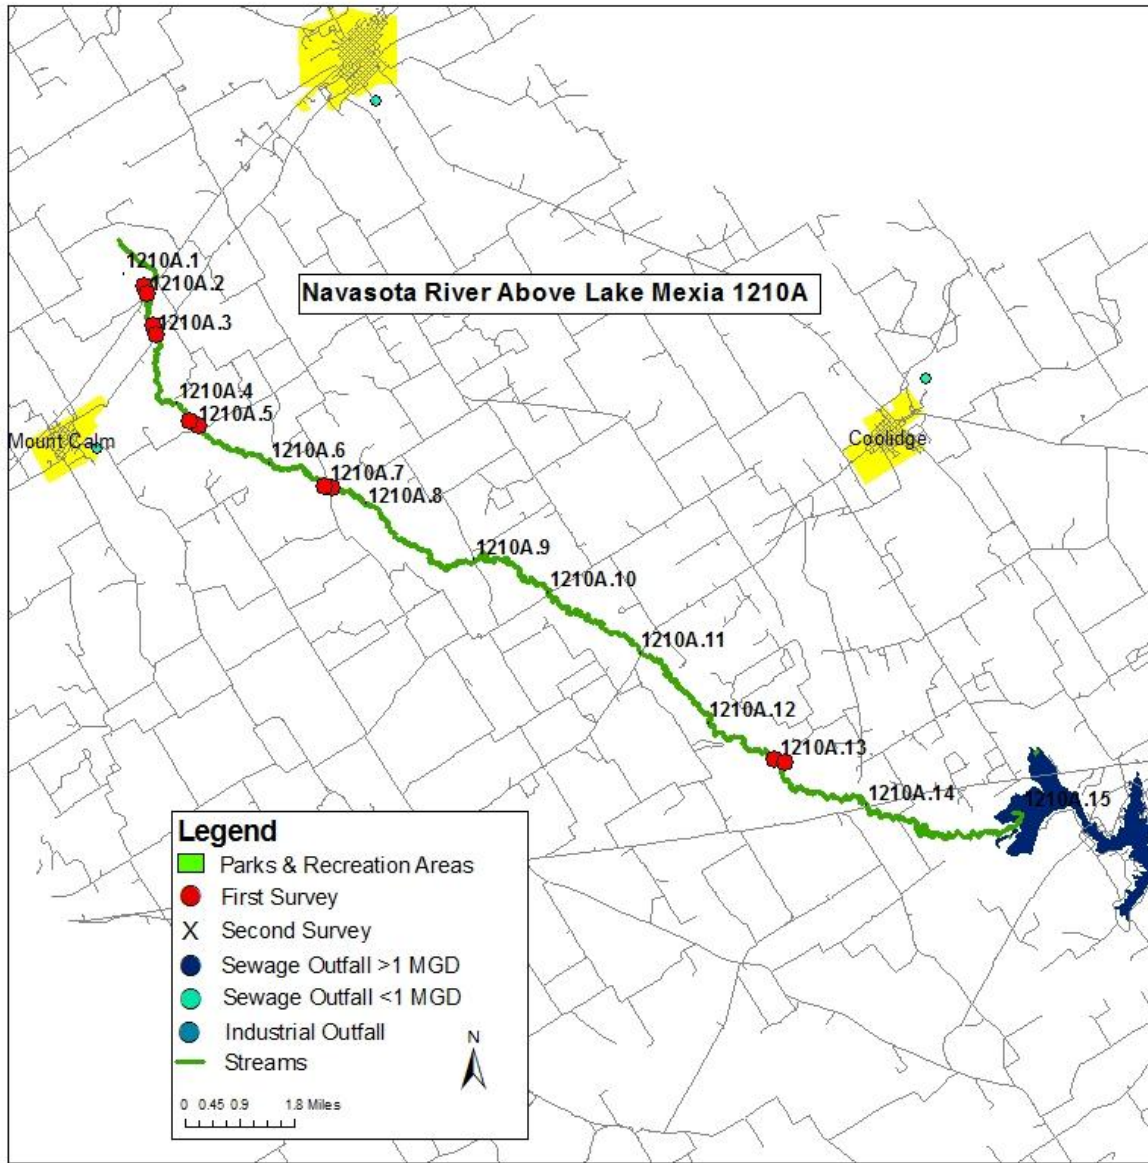 1210A.1
1210A.2
Navasota River Above Lake Mexia 1210A
1210A.3
1210A.4
1210A.5
Mount Calm
Coolidge
1210A.6
1210A.7
1210A.8
1210A.9
1210A.10
1210A.11
1210A.12
1210A.13
1210A.14
1210A.15
Legend
Parks & Recreation Areas
First Survey
X Second Survey
Sewage Outfall >1 MGD
Sewage Outfall <1 MGD
Industrial Outfall
Streams
N
0 0.45 0.9 1.8 Miles